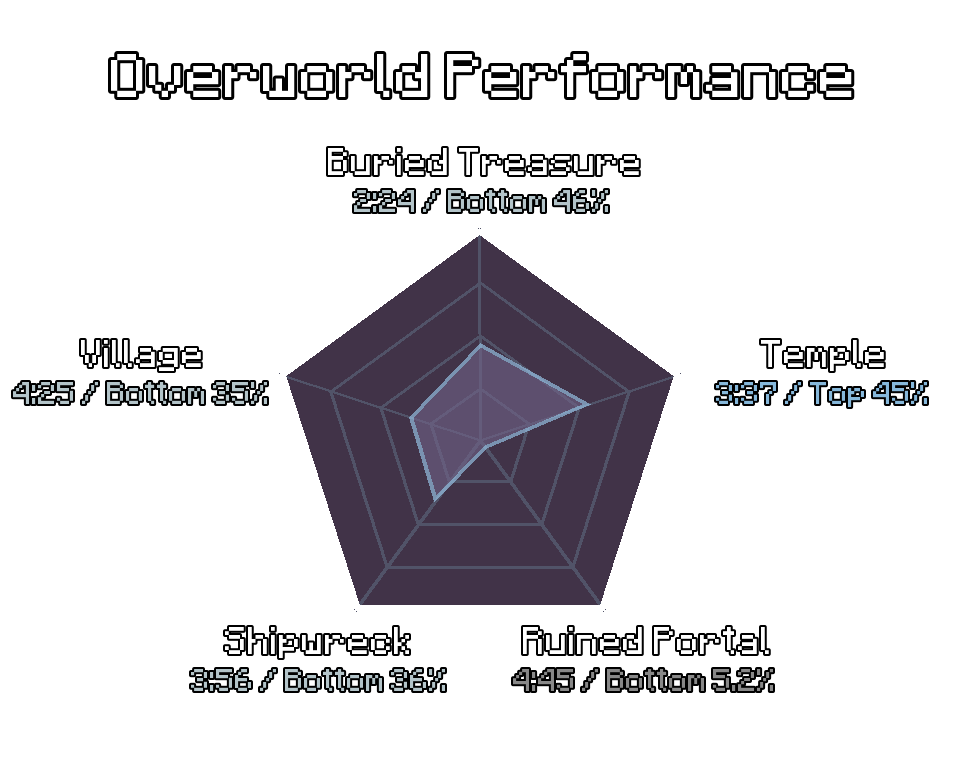 Overworld Performance
Buried Treasure
2:24 / Bottom 46%
Village
4:25 / Bottom 35%
Temple
3:37 / Top 45%
Shipwreck
3:56 / Bottom 36%
Ruined Portal
4:45 / Bottom 5.2%